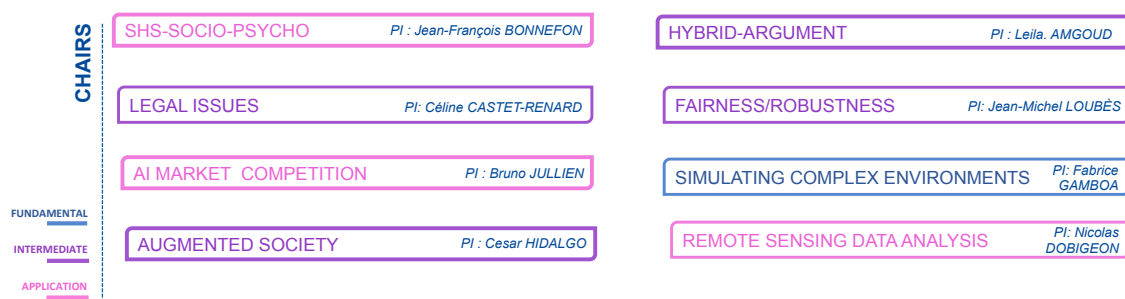 CHAIRS
SHS-SOCIO-PSYCHO PI : Jean-François BONNEFON
LEGAL ISSUES PI: Céline CASTET-RENARD
AI MARKET COMPETITION PI : Bruno JULLIEN
AUGMENTED SOCIETY PI : Cesar HIDALGO
HYBRID-ARGUMENT PI : Leila. AMGOUD
FAIRNESS/ROBUSTNESS PI: Jean-Michel LOUBÈS
SIMULATING COMPLEX ENVIRONMENTS PI: Fabrice
GAMBOA
REMOTE SENSING DATA ANALYSIS PI: Nicolas
DOBIGEON
FUNDAMENTAL
INTERMEDIATE
APPLICATION